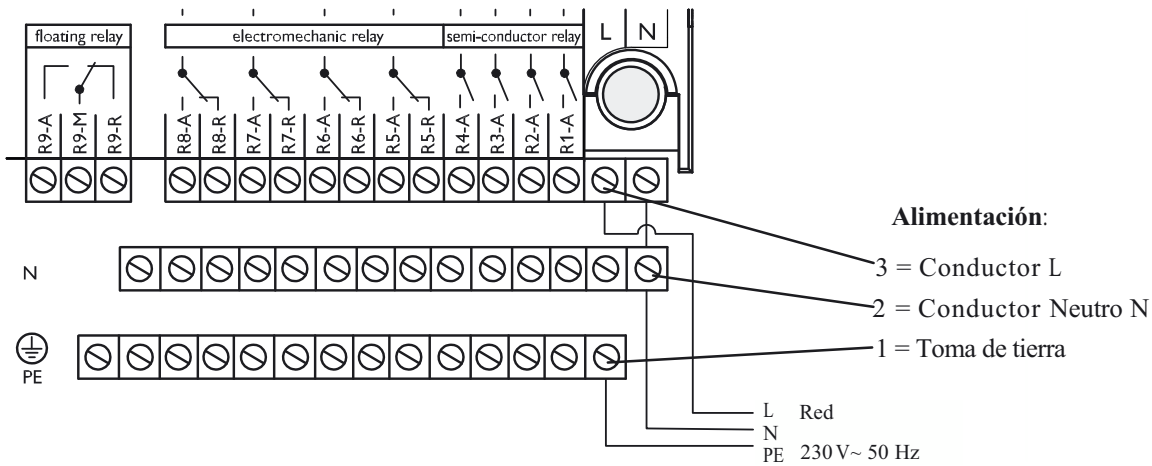 floating relay
electromechanic relay
semi-conductor relay
L N
R9-A R9-M R9-R R8-A R8-R R7-A R7-R R6-A R6-R R5-A R5-R R4-A R3-A R2-A R1-A
Alimentación:
N
3 = Conductor L
2 = Conductor Neutro N
PE
1 = Toma de tierra
L Red
N
PE 230 V~ 50 Hz